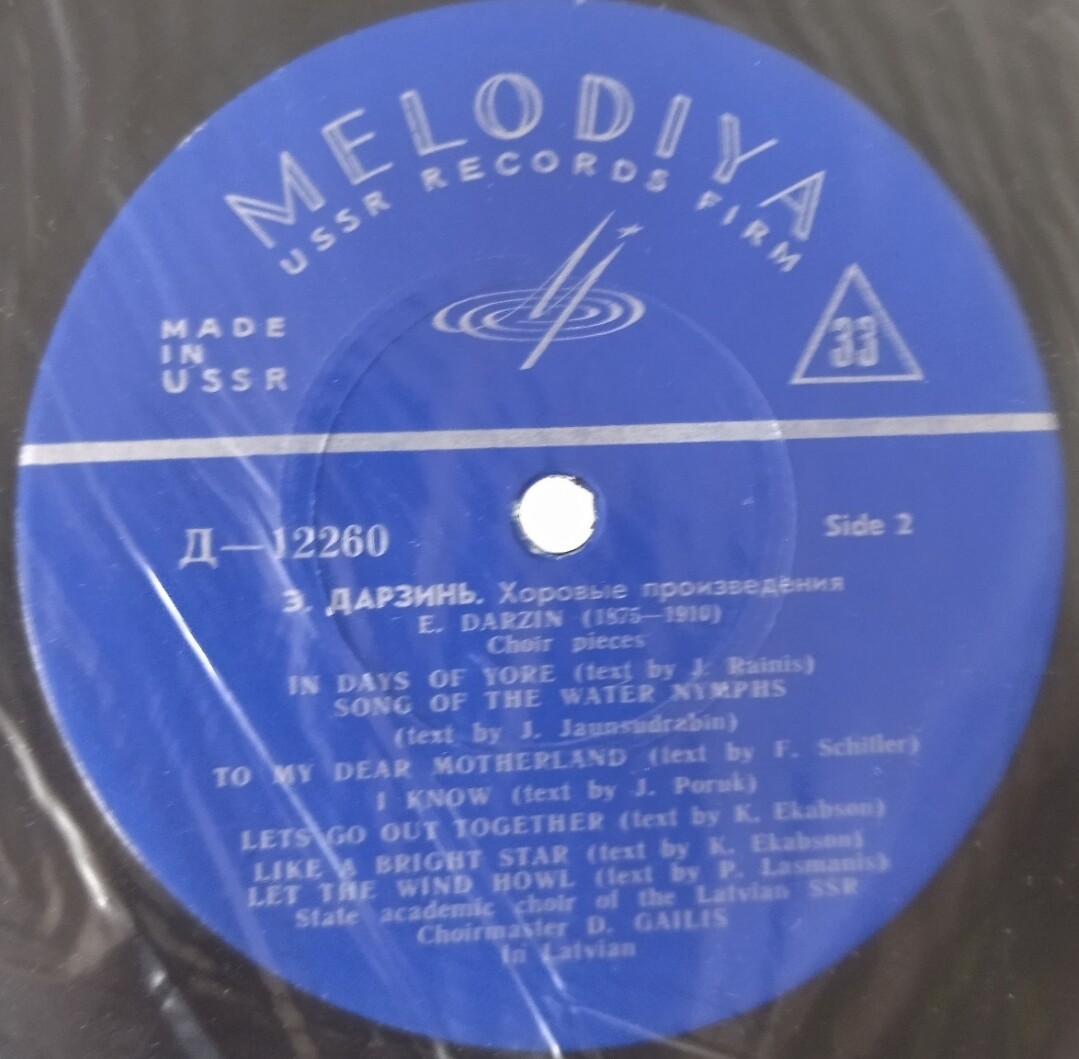 MELODIYA
USSR RECORDS FIRM
MADE
IN
USSR
33
Д—12260
Side 2
Э. ДАРЗИНЬ. Хоровые произведения
E. DARZIN (1875—1910)
Choir pieces
IN DAYS OF YORE (text by J. Rainis)
SONG OF THE WATER NYMPHS
(text by J. Jaunsudrabin)
TO MY DEAR MOTHERLAND (text by F. Schiller)
I KNOW (text by J. Poruk)
LETS GO OUT TOGETHER (text by K. Ekabson)
LIKE A BRIGHT STAR (text by K. Ekabson)
LET THE WIND HOWL (text by P. Lasmanis)
State academic choir of the Latvian SSR
Choirmaster D. GAILIS
In Latvian